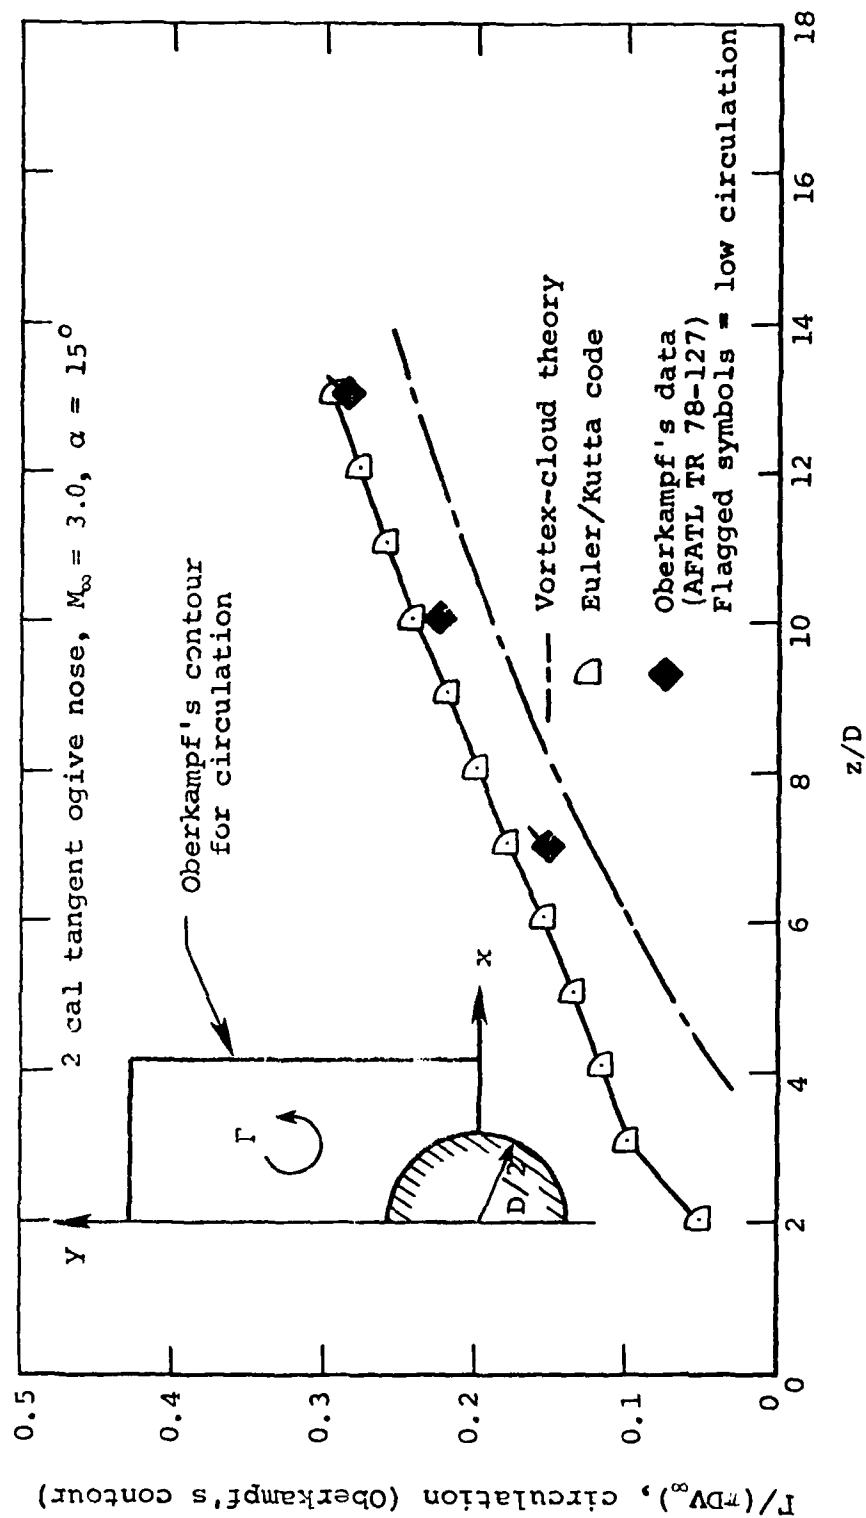 2 cal tangent ogive nose, M∞ = 3.0, α = 15°
Oberkampf's contour
for circulation
y
Γ
x
D/2
Vortex-cloud theory
Euler/Kutta code
Oberkampf's data
(AFATL TR 78-127)
Flagged symbols = low circulation
0.5
0.4
0.3
0.2
0.1
0
0
2
4
6
8
10
12
14
16
18
z/D
Γ/(πDV∞), circulation (Oberkampf's contour)